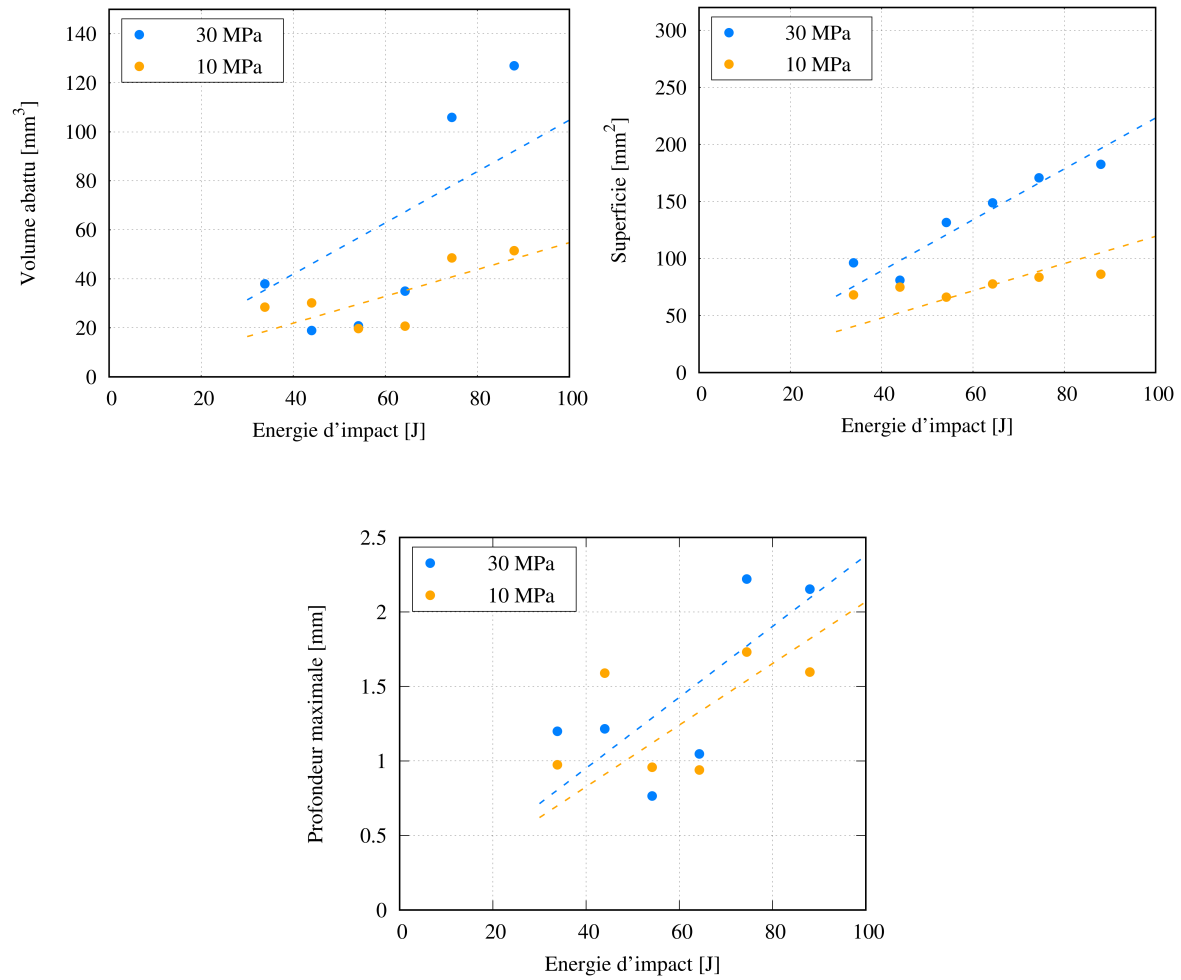 140
120
100
80
60
40
20
0
0 20 40 60 80 100
Volume abattu [mm3]
Energie d'impact [J]
30 MPa
10 MPa
300
250
200
150
100
50
0
0 20 40 60 80 100
Superficie [mm2]
Energie d'impact [J]
30 MPa
10 MPa
2.5
2
1.5
1
0.5
0
0 20 40 60 80 100
Profondeur maximale [mm]
Energie d'impact [J]
30 MPa
10 MPa